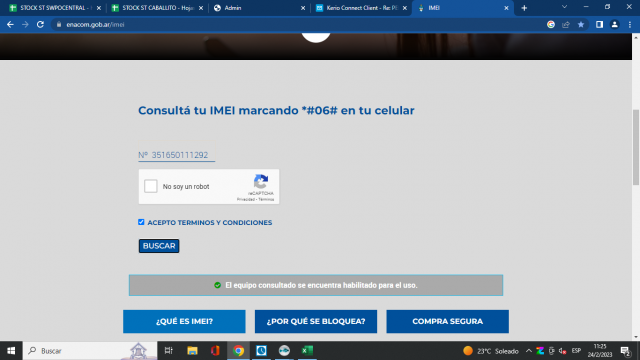 STOCK ST SWPOCENTRAL - H
STOCK ST CABALLITO - Hoja
Admin
Kerio Connect Client - Re: Pl
IMEI
enacom.gob.ar/imei
Consultá tu IMEI marcando *#06# en tu celular
Nº 351650111292
No soy un robot
reCAPTCHA
Privacidad - Términos
ACEPTO TERMINOS Y CONDICIONES
BUSCAR
El equipo consultado se encuentra habilitado para el uso.
¿QUÉ ES IMEI?
¿POR QUÉ SE BLOQUEA?
COMPRA SEGURA
Buscar
23°C Soleado
ESP
11:25
24/2/2023